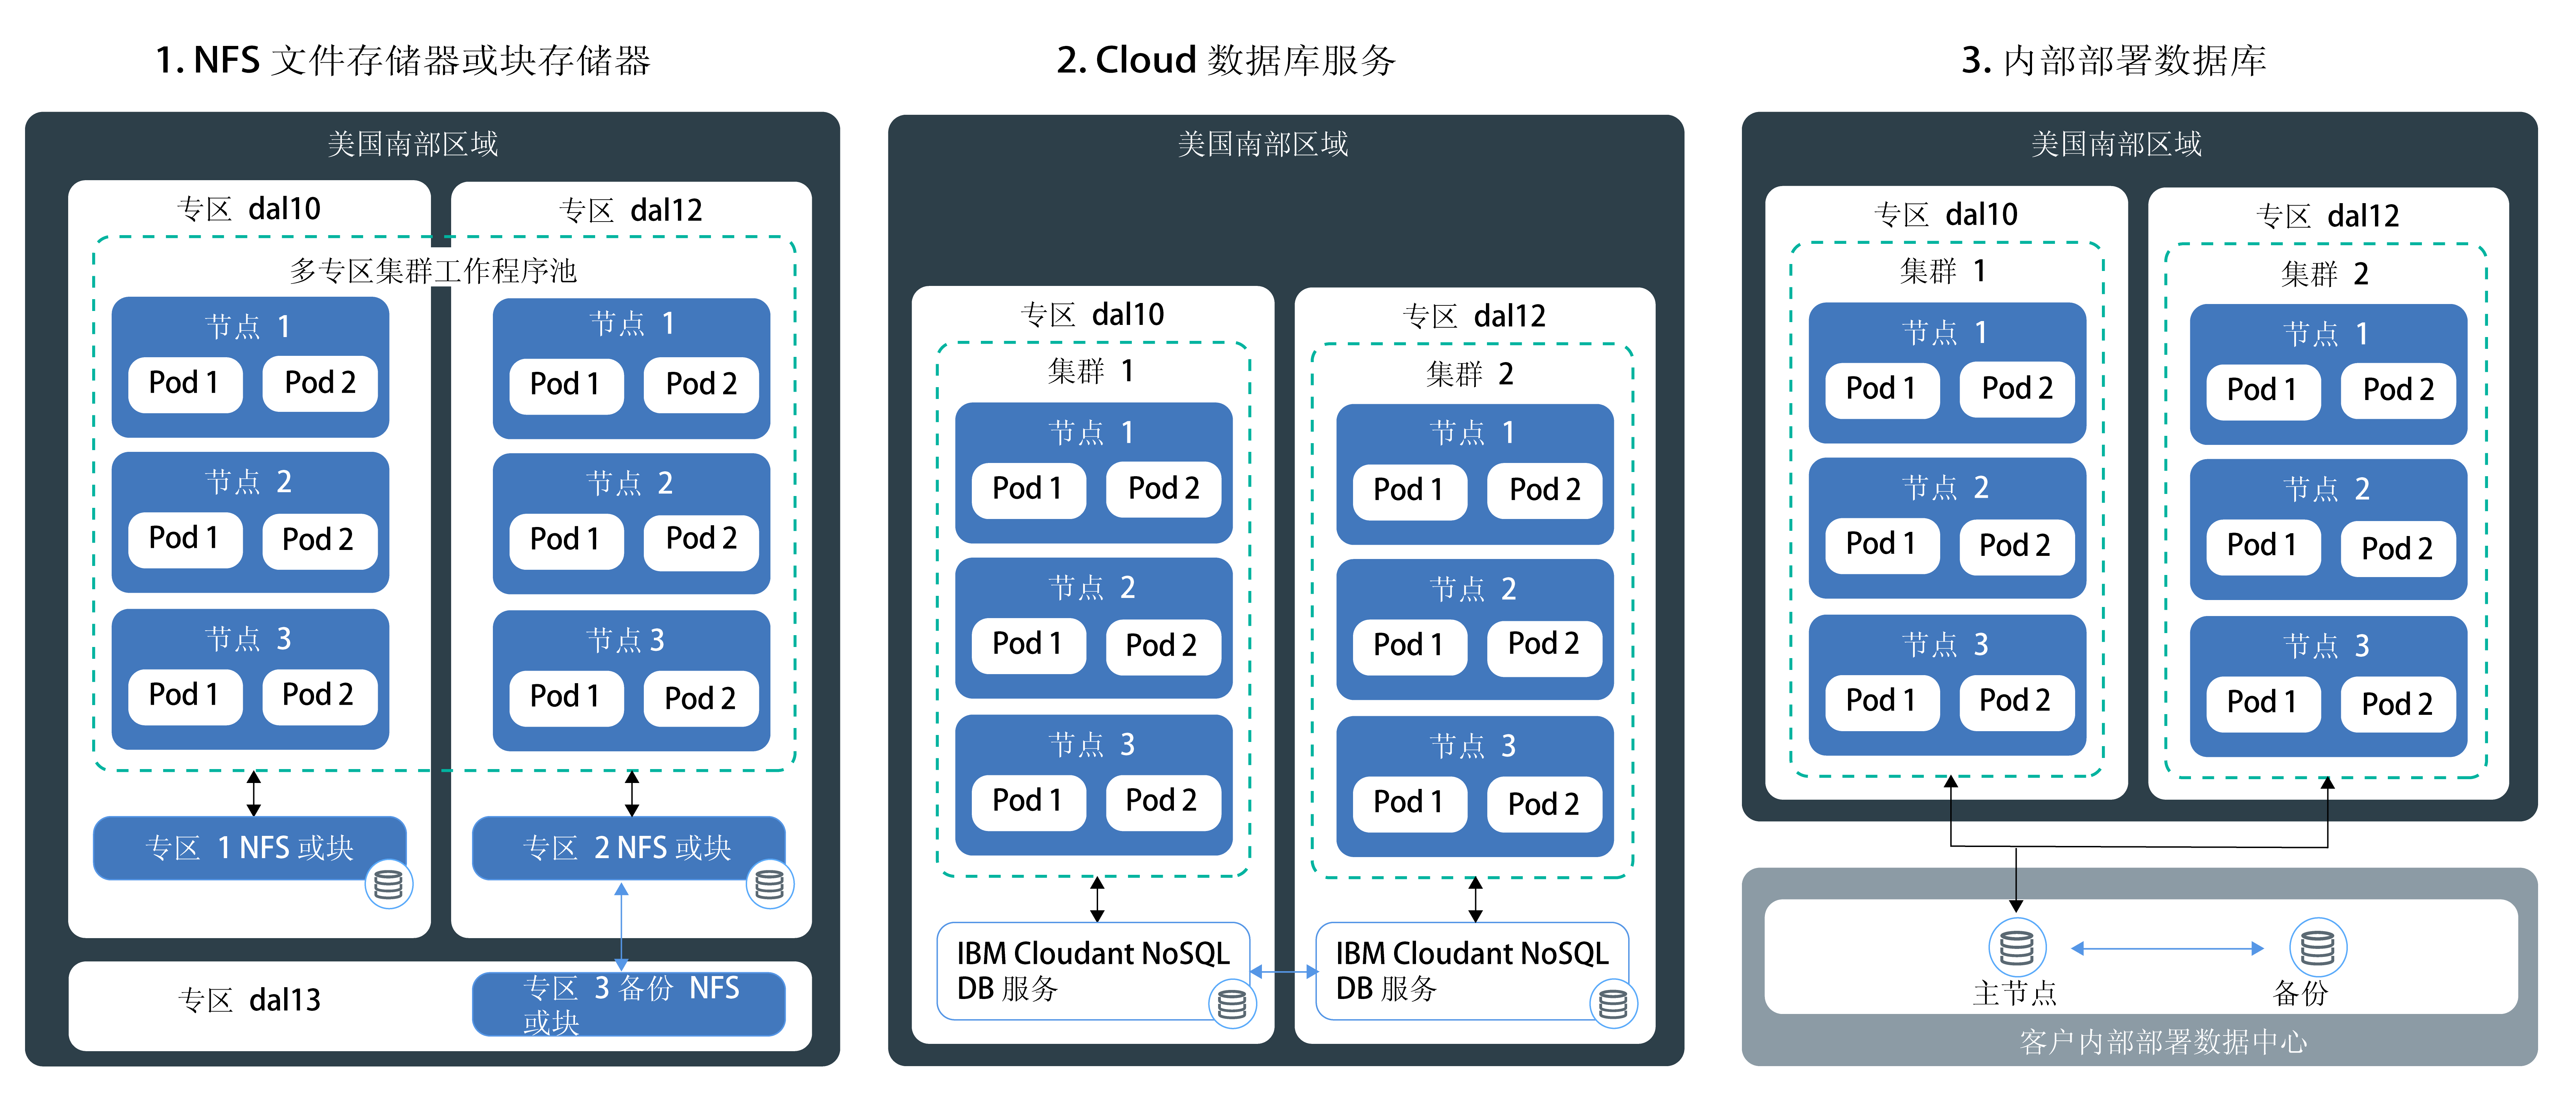 1. NFS 文件存储器或块存储器
美国南部区域
专区 dal10
专区 dal12
多专区集群工作程序池
节点 1
Pod 1
Pod 2
节点 2
Pod 1
Pod 2
节点 3
Pod 1
Pod 2
节点 1
Pod 1
Pod 2
节点 2
Pod 1
Pod 2
节点 3
Pod 1
Pod 2
专区 1 NFS 或块
专区 2 NFS 或块
专区 dal13
专区 3 备份 NFS
或块
2. Cloud 数据库服务
美国南部区域
专区 dal10
集群 1
节点 1
Pod 1
Pod 2
节点 2
Pod 1
Pod 2
节点 3
Pod 1
Pod 2
IBM Cloudant NoSQL
DB 服务
专区 dal12
集群 2
节点 1
Pod 1
Pod 2
节点 2
Pod 1
Pod 2
节点 3
Pod 1
Pod 2
IBM Cloudant NoSQL
DB 服务
3. 内部部署数据库
美国南部区域
专区 dal10
集群 1
节点 1
Pod 1
Pod 2
节点 2
Pod 1
Pod 2
节点 3
Pod 1
Pod 2
专区 dal12
集群 2
节点 1
Pod 1
Pod 2
节点 2
Pod 1
Pod 2
节点 3
Pod 1
Pod 2
主节点
备份
客户内部部署数据中心